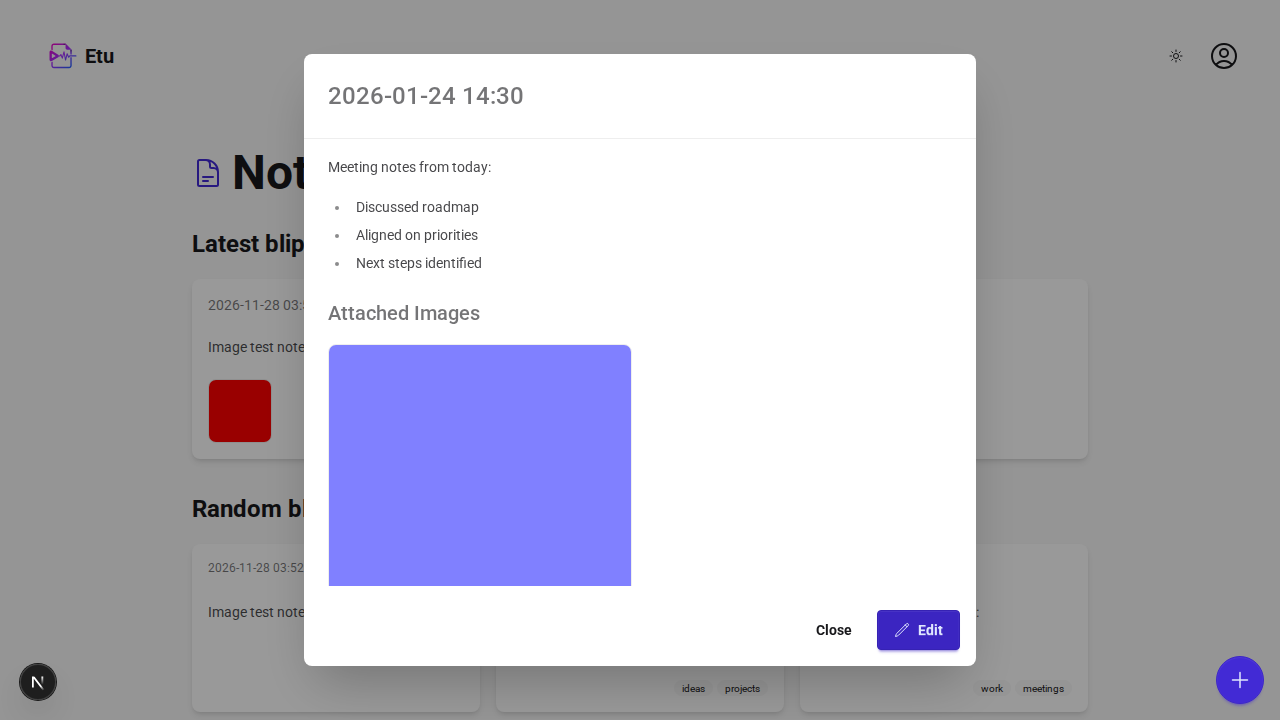 Etu
Not
Latest blip
2026-11-28 03:
Image test note
Random bl
2026-11-28 03:52
Image test note
ideas
projects
work
meetings
2026-01-24 14:30
Meeting notes from today:
Discussed roadmap
Aligned on priorities
Next steps identified
Attached Images
Close
Edit